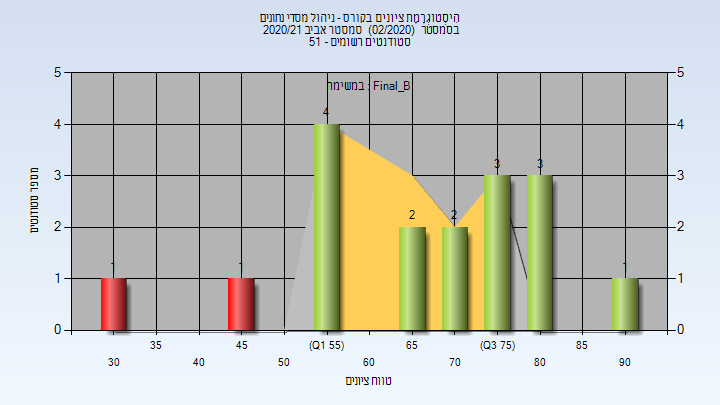 היסטוגרמת ציונים בקורס - ניהול מסדי נתונים
בסמסטר (02/2020) סמסטר אביב 2020/21
סטודנטים רשומים - 51
במשימה : Final_B
מספר סטודנטים
5 5
4 4
3 3
2 2
1 1
0 0
1 1 4 2 2 3 3 1
35 45 (Q1 55) 65 (Q3 75) 85
30 40 50 60 70 80 90
טווח ציונים